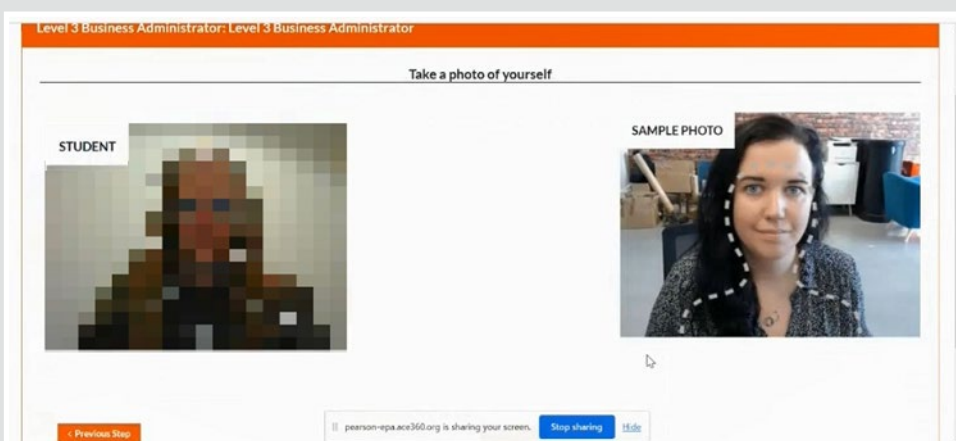 Level 3 Business Administrator: Level 3 Business Administrator
Take a photo of yourself
STUDENT
SAMPLE PHOTO
< Previous Step
|| pearson-epa.ace360.org is sharing your screen. Stop sharing Hide